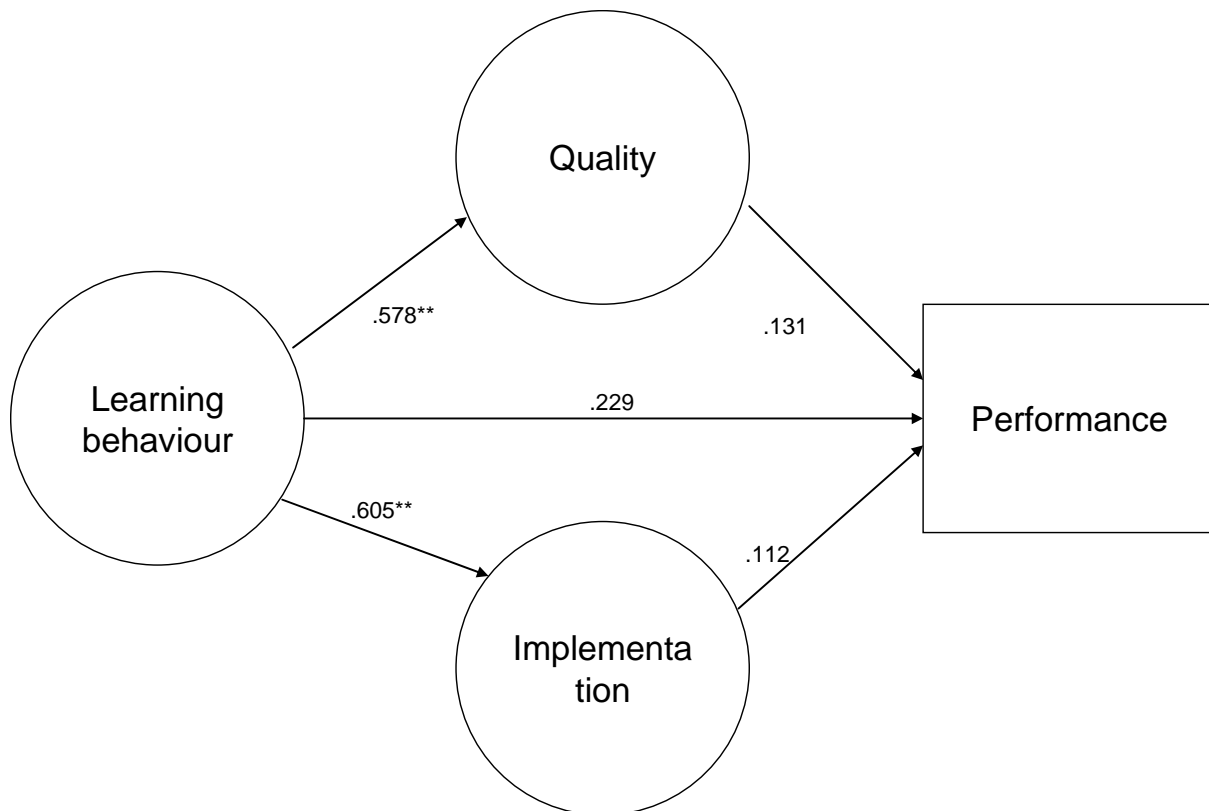 Quality
.578**
.131
Learning
behaviour
.229
Performance
.605**
.112
Implementa
tion